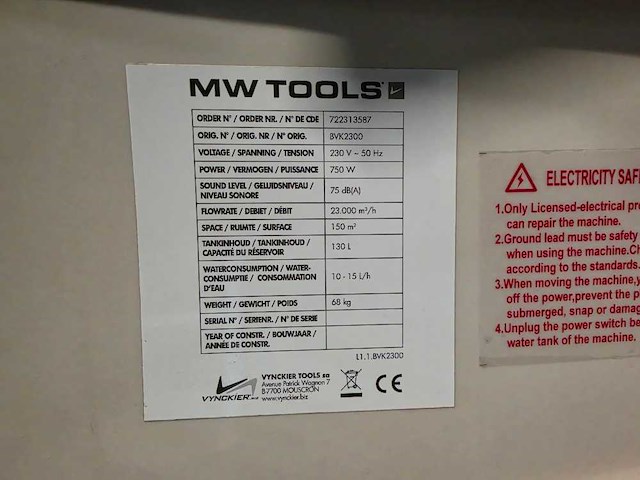 MW TOOLS
ORDER N° / ORDER NR. / N° DE CDE 722313587
ORIG. N° / ORIG. NR / N° ORIG. BVK2300
VOLTAGE / SPANNING / TENSION 230 V ~ 50 Hz
POWER / VERMOGEN / PUISSANCE 750 W
SOUND LEVEL / GELUIDSNIVEAU /
NIVEAU SONORE 75 dB(A)
FLOWRATE / DEBIET / DÉBIT 23.000 m³/h
SPACE / RUIMTE / SURFACE 150 m²
TANKINHOUD / TANKINHOUD /
CAPACITÉ DU RÉSERVOIR 130 L
WATERCONSUMPTION / WATER-
CONSUMPTIE / CONSOMMATION
D'EAU 10 - 15 L/h
WEIGHT / GEWICHT / POIDS 68 kg
SERIAL N° / SERIENR. / N° DE SERIE
YEAR OF CONSTR. / BOUWJAAR /
ANNÉE DE CONSTR.
L1.1.BVK2300
VYNCKIER
VYNCKIER TOOLS sa
Avenue Patrick Wagnon 7
B-7700 MOUSCRON
www.vynckier.biz
CE
ELECTRICITY SAF
1.Only Licensed-electrical pr
can repair the machine.
2.Ground lead must be safety
when using the machine.Ch
according to the standards.
3.When moving the machine,y
off the power,prevent the p
submerged, snap or damag
4.Unplug the power switch be
water tank of the machine.